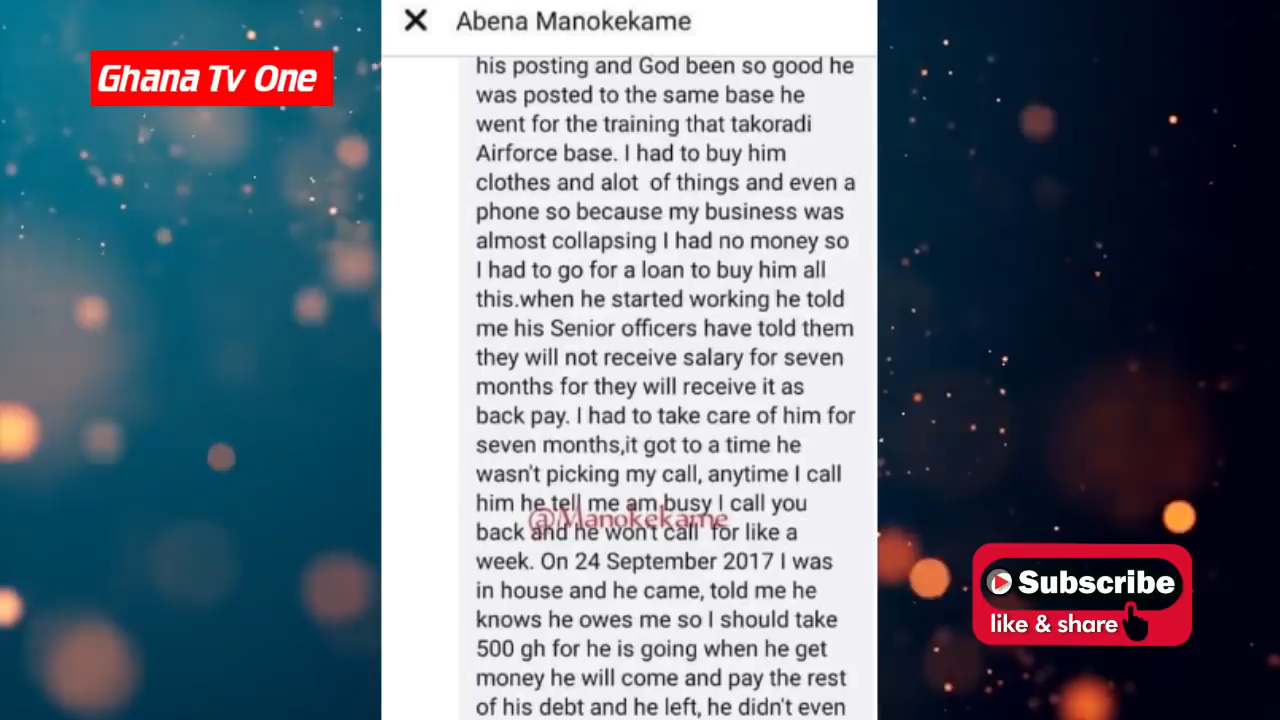 Ghana Tv One
Abena Manokekame
his posting and God been so good he
was posted to the same base he
went for the training that takoradi
Airforce base. I had to buy him
clothes and alot of things and even a
phone so because my business was
almost collapsing I had no money so
I had to go for a loan to buy him all
this.when he started working he told
me his Senior officers have told them
they will not receive salary for seven
months for they will receive it as
back pay. I had to take care of him for
seven months,it got to a time he
wasn't picking my call, anytime I call
him he tell me am busy I call you
@Manokekame
back and he won't call for like a
week. On 24 September 2017 I was
in house and he came, told me he
knows he owes me so I should take
500 gh for he is going when he get
money he will come and pay the rest
of his debt and he left, he didn't even
Subscribe
like & share